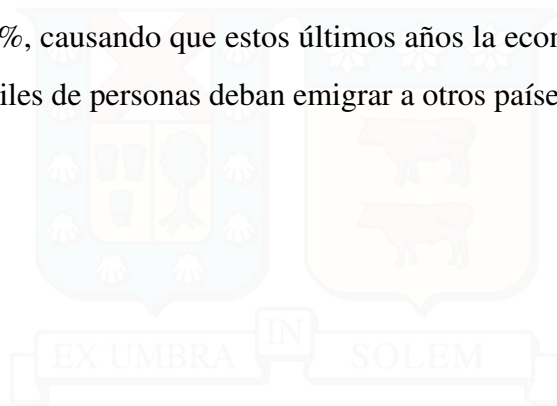 %, causando que estos últimos años la econ
iles de personas deban emigrar a otros paíse
IN
EX UMBRA SOLEM